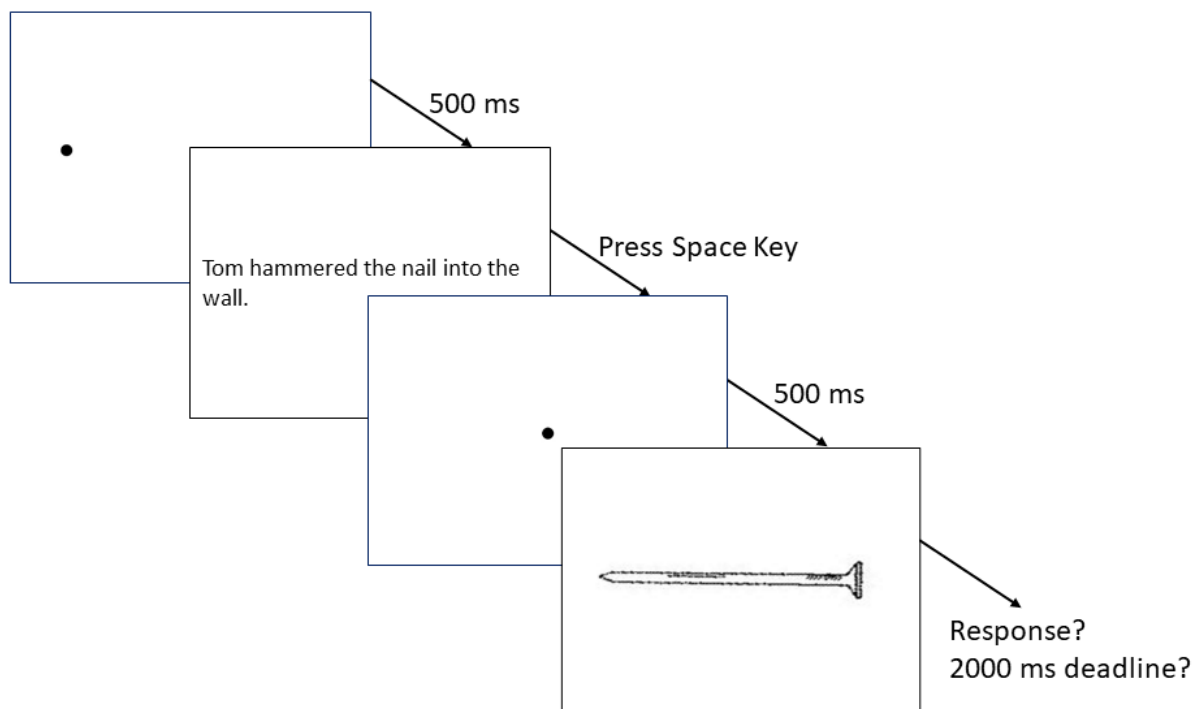 500 ms
Press Space Key
Tom hammered the nail into the
wall.
500 ms
Response?
2000 ms deadline?